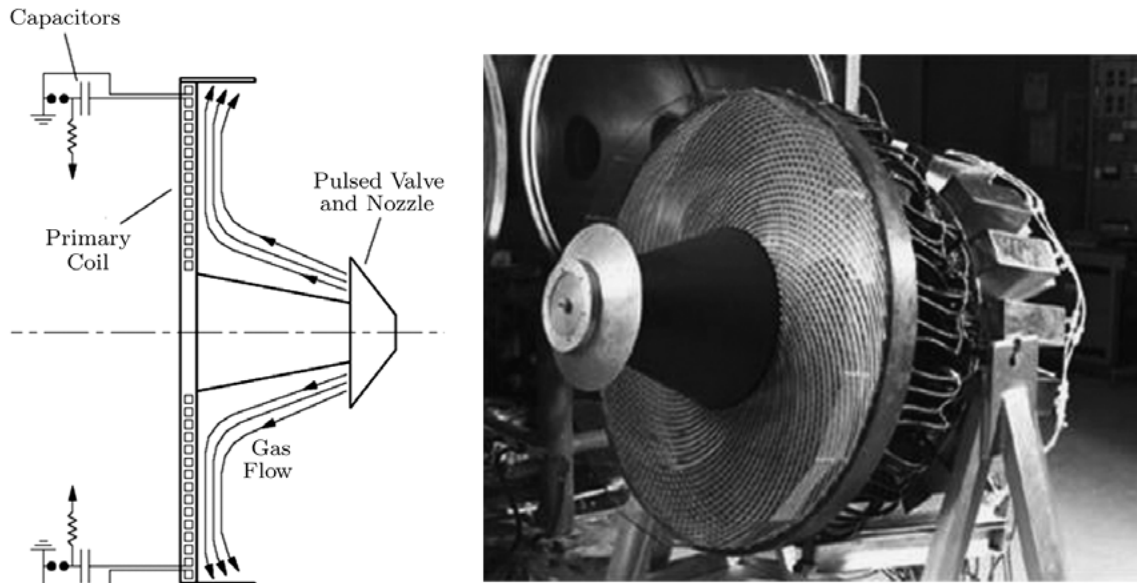 Capacitors
Pulsed Valve
and Nozzle
Primary
Coil
Gas
Flow